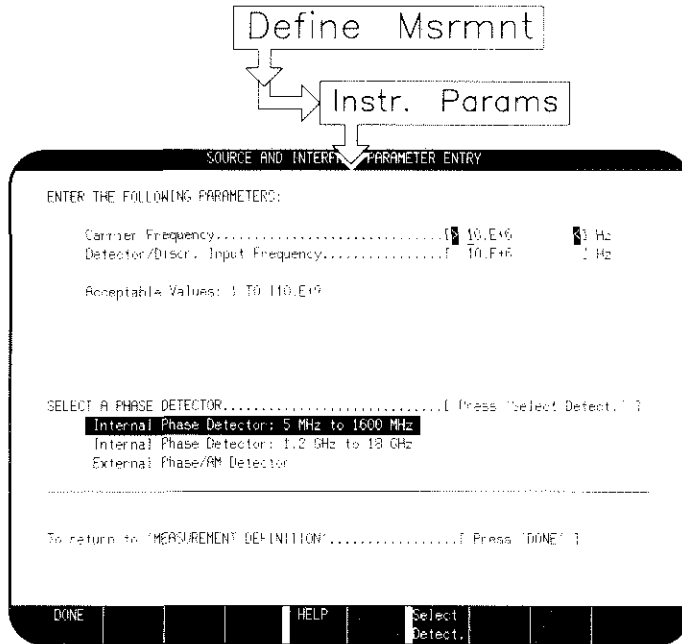 Define Msrmnt
Instr. Params
SOURCE AND INTERFACE PARAMETER ENTRY
ENTER THE FOLLOWING PARAMETERS:
Carrier Frequency................................[> 10.E+6 <] Hz
Detector/Discr. Input Frequency................[ 10.E+6 ] Hz
Acceptable Values: 1 TO 110.E+9
SELECT A PHASE DETECTOR..............................[ Press 'Select Detect.' ]
Internal Phase Detector: 5 MHz to 1600 MHz
Internal Phase Detector: 1.2 GHz to 18 GHz
External Phase/AM Detector
To return to 'MEASUREMENT DEFINITION'.................[ Press 'DONE' ]
DONE HELP Select
Detect.